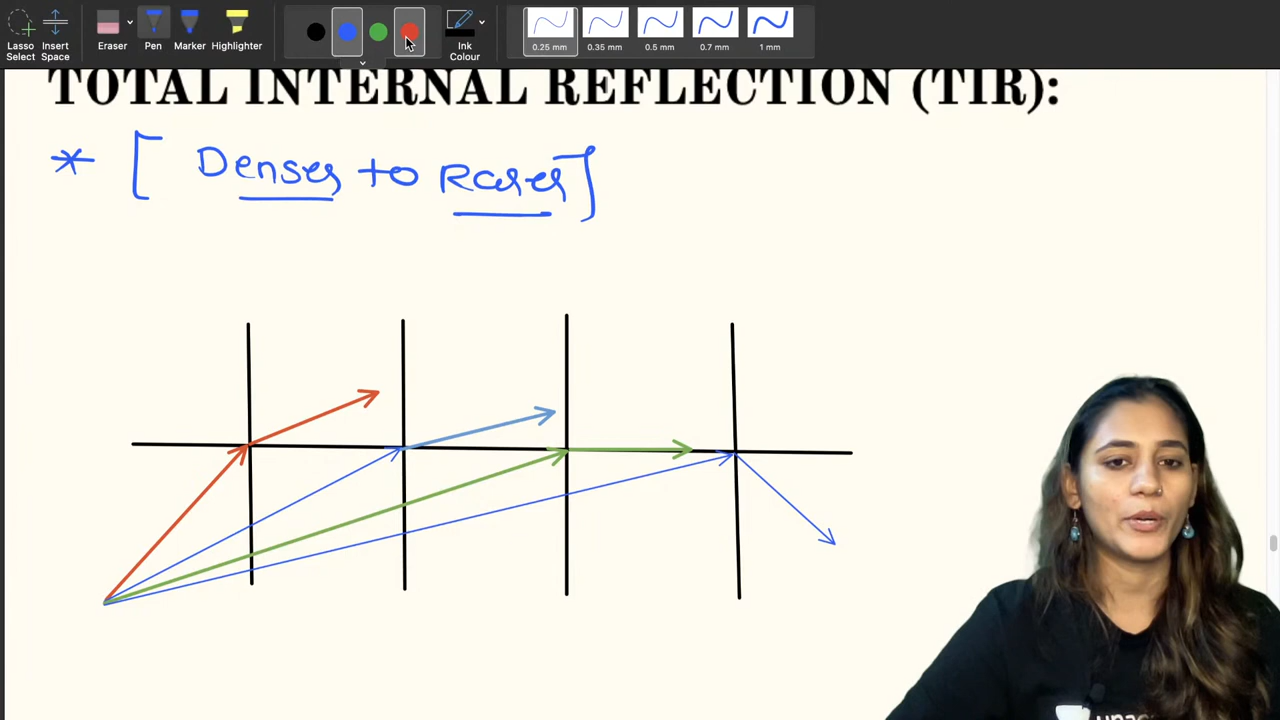 Lasso Select
Insert Space
Eraser
Pen
Marker
Highlighter
Ink Colour
0.25 mm
0.35 mm
0.5 mm
0.7 mm
1 mm
TOTAL INTERNAL REFLECTION (TIR):
* [ Denser to Rarer ]